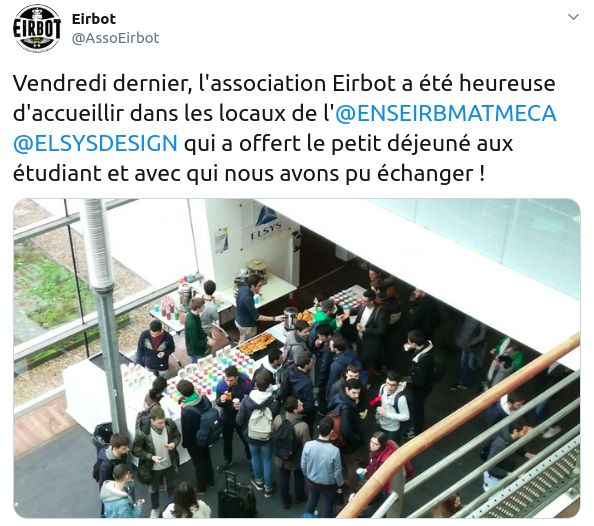 EIRBOT
Eirbot
@AssoEirbot
Vendredi dernier, l'association Eirbot a été heureuse
d'accueillir dans les locaux de l'@ENSEIRBMATMECA
@ELSYSDESIGN qui a offert le petit déjeuné aux
étudiant et avec qui nous avons pu échanger !
ELSYS